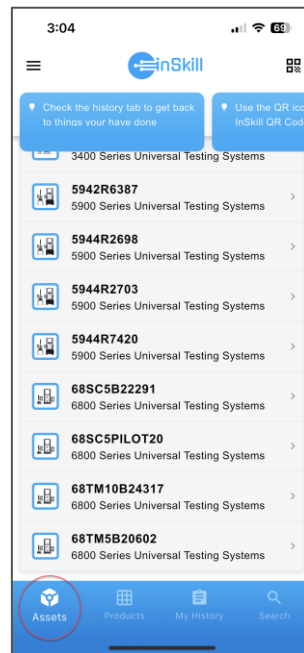 3:04
69
inSkill
Check the history tab to get back
to things your have done
Use the QR ico
InSkill QR Cod
3400 Series Universal Testing Systems
5942R6387
5900 Series Universal Testing Systems
5944R2698
5900 Series Universal Testing Systems
5944R2703
5900 Series Universal Testing Systems
5944R7420
5900 Series Universal Testing Systems
68SC5B22291
6800 Series Universal Testing Systems
68SC5PILOT20
6800 Series Universal Testing Systems
68TM10B24317
6800 Series Universal Testing Systems
68TM5B20602
6800 Series Universal Testing Systems
Assets
Products
My History
Search